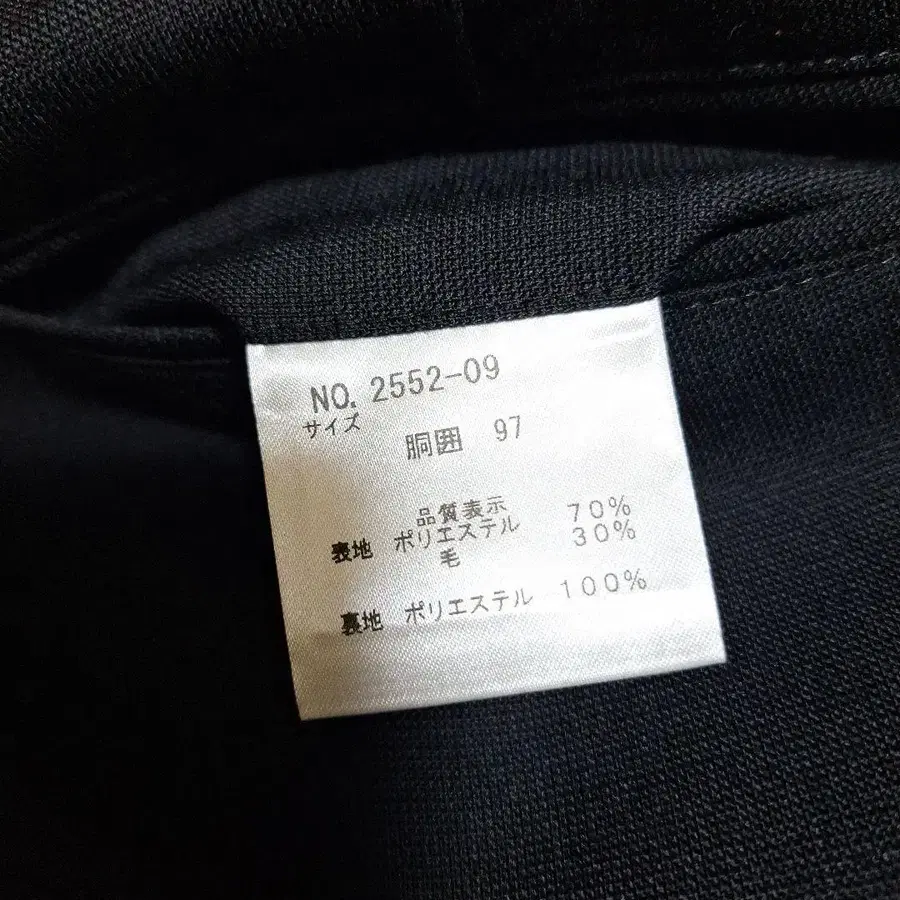 NO. 2552-09
サイズ
胴囲 97
品質表示
表地 ポリエステル 70%
毛 30%
裏地 ポリエステル 100%